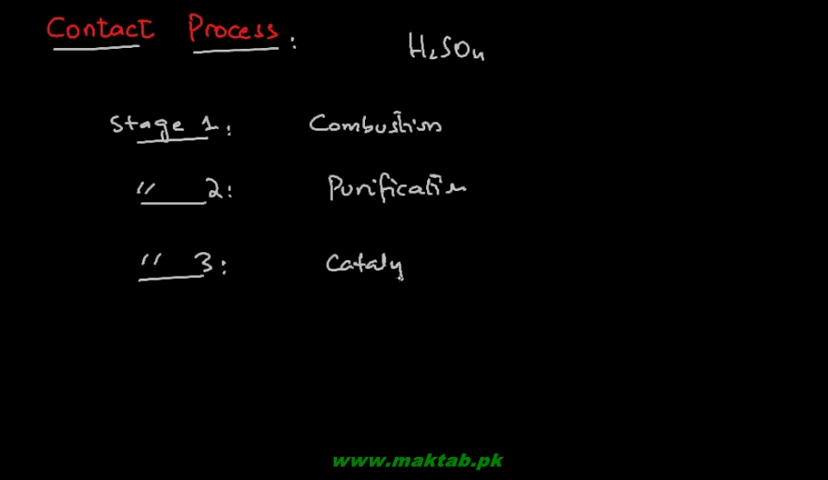 Contact Process: H₂SO₄
Stage 1: Combustion
" 2: Purification
" 3: Cataly
www.maktab.pk